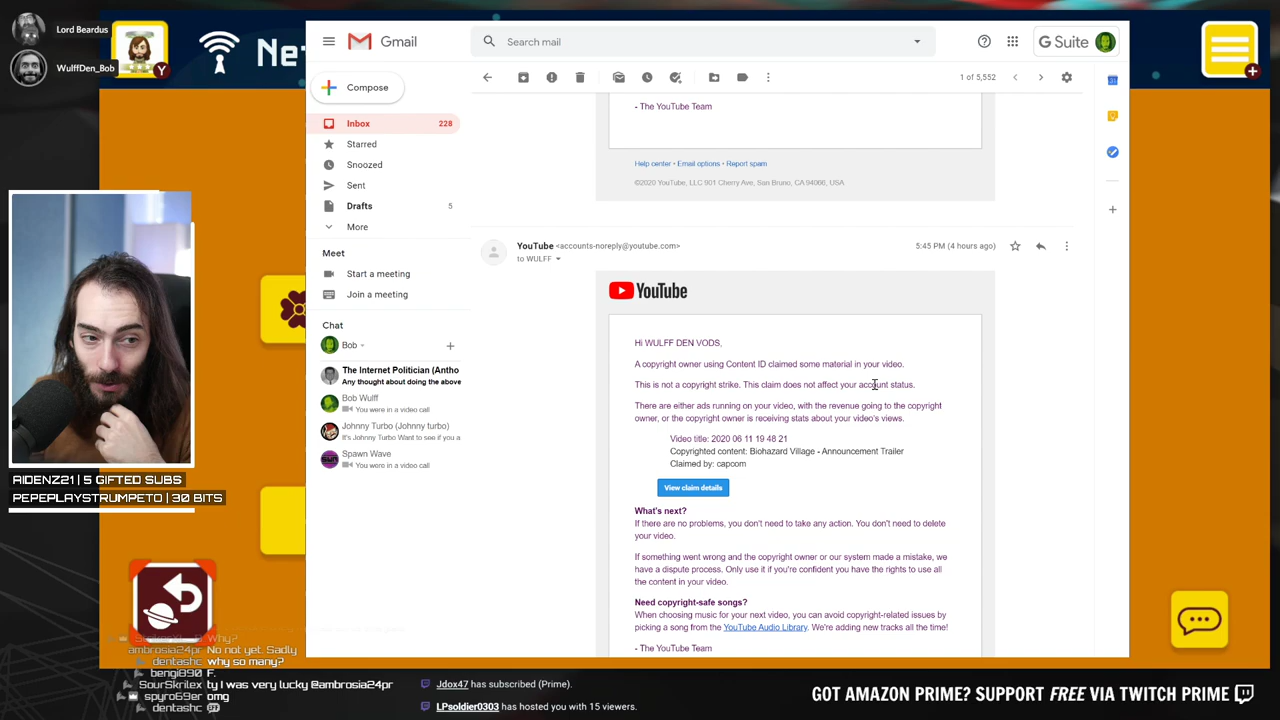 Lord Beardus
WulffDen_Bob
Y
Ne
Gmail
Search mail
G Suite
Compose
1 of 5,552
Inbox 228
Starred
Snoozed
Sent
Drafts 5
More
Meet
Start a meeting
Join a meeting
Chat
Bob
The Internet Politician (Antho
Any thought about doing the above
Bob Wulff
You were in a video call
Johnny Turbo (Johnny turbo)
It's Johnny Turbo Want to see if you a
Spawn Wave
You were in a video call
- The YouTube Team
Help center • Email options • Report spam
©2020 YouTube, LLC 901 Cherry Ave, San Bruno, CA 94066, USA
YouTube <accounts-noreply@youtube.com>
5:45 PM (4 hours ago)
to WULFF
YouTube
Hi WULFF DEN VODS,
A copyright owner using Content ID claimed some material in your video.
This is not a copyright strike. This claim does not affect your account status.
There are either ads running on your video, with the revenue going to the copyright
owner, or the copyright owner is receiving stats about your video's views.
Video title: 2020 06 11 19 48 21
Copyrighted content: Biohazard Village - Announcement Trailer
Claimed by: capcom
View claim details
What's next?
If there are no problems, you don't need to take any action. You don't need to delete
your video.
If something went wrong and the copyright owner or our system made a mistake, we
have a dispute process. Only use it if you're confident you have the rights to use all
the content in your video.
Need copyright-safe songs?
When choosing music for your next video, you can avoid copyright-related issues by
picking a song from the YouTube Audio Library. We're adding new tracks all the time!
- The YouTube Team
AIDENZ21 | 5 GIFTED SUBS
PEPEPLAYSTRUMPETO | 30 BITS
Why?
ambrosia24pr No not yet. Sadly
dentashc why so many?
bengi890 F.
SourSkrilex ty I was very lucky @ambrosia24pr
spyro69er omg
dentashc
Jdox47 has subscribed (Prime).
LPsoldier0303 has hosted you with 15 viewers.
GOT AMAZON PRIME? SUPPORT FREE VIA TWITCH PRIME